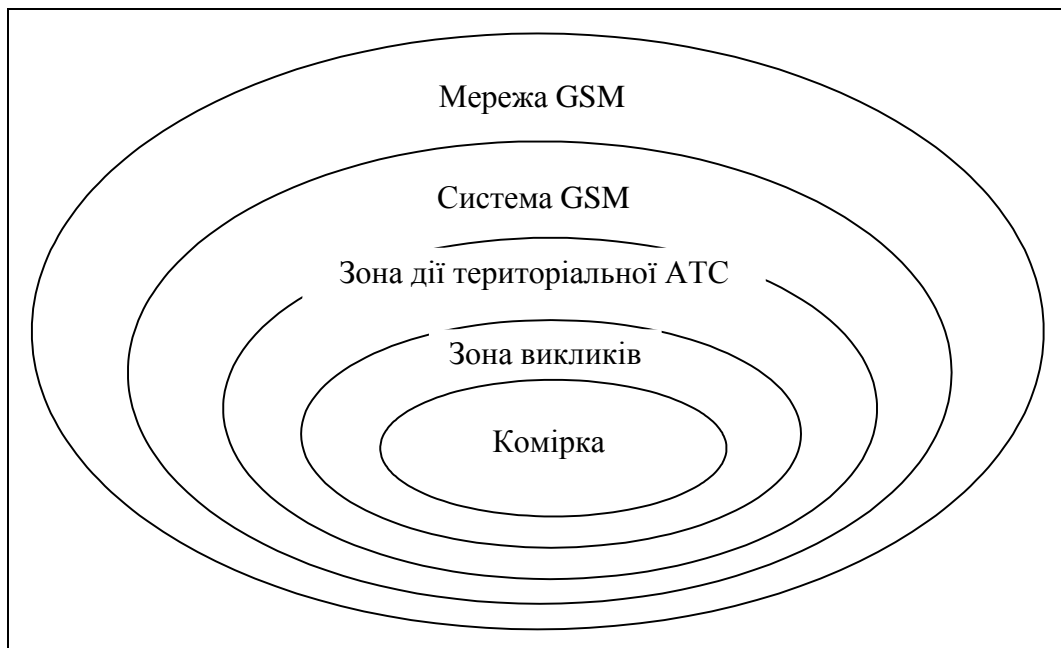 Мережа GSM
Система GSM
Зона дії територіальної АТС
Зона викликів
Комірка